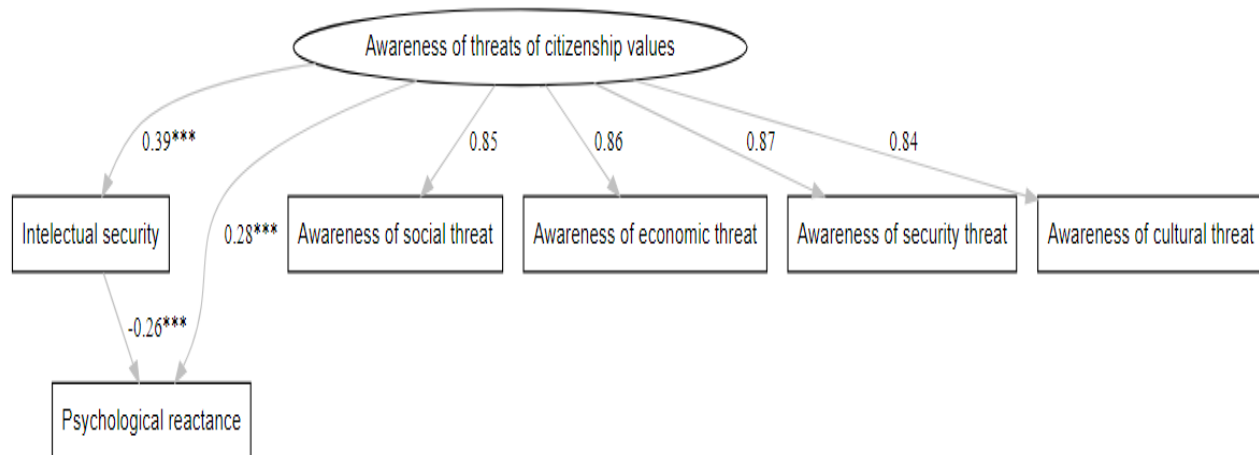 Awareness of threats of citizenship values
0.39***
0.85
0.86
0.87
0.84
Intelectual security
0.28***
Awareness of social threat
Awareness of economic threat
Awareness of security threat
Awareness of cultural threat
-0.26***
Psychological reactance